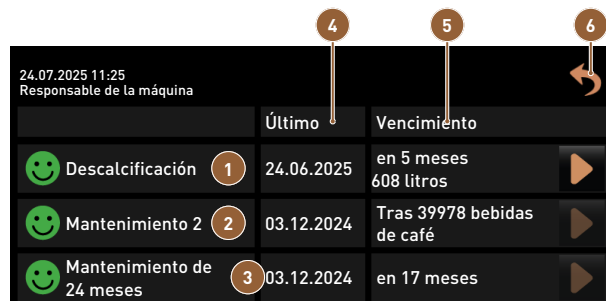 4 5 6
24.07.2025 11:25
Responsable de la máquina
Último Vencimiento
Descalcificación 1 24.06.2025 en 5 meses
608 litros
Mantenimiento 2 2 03.12.2024 Tras 39978 bebidas
de café
Mantenimiento de
24 meses 3 03.12.2024 en 17 meses